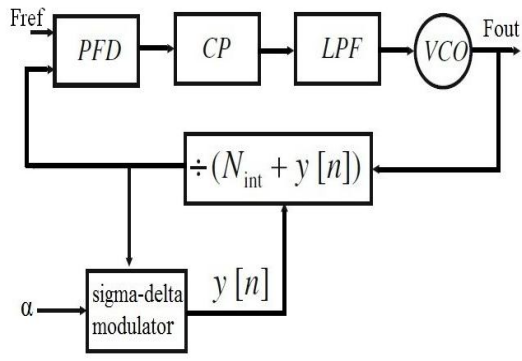 Fref
PFD
CP
LPF
VCO
Fout
÷(N_int + y[n])
α
sigma-delta
modulator
y[n]